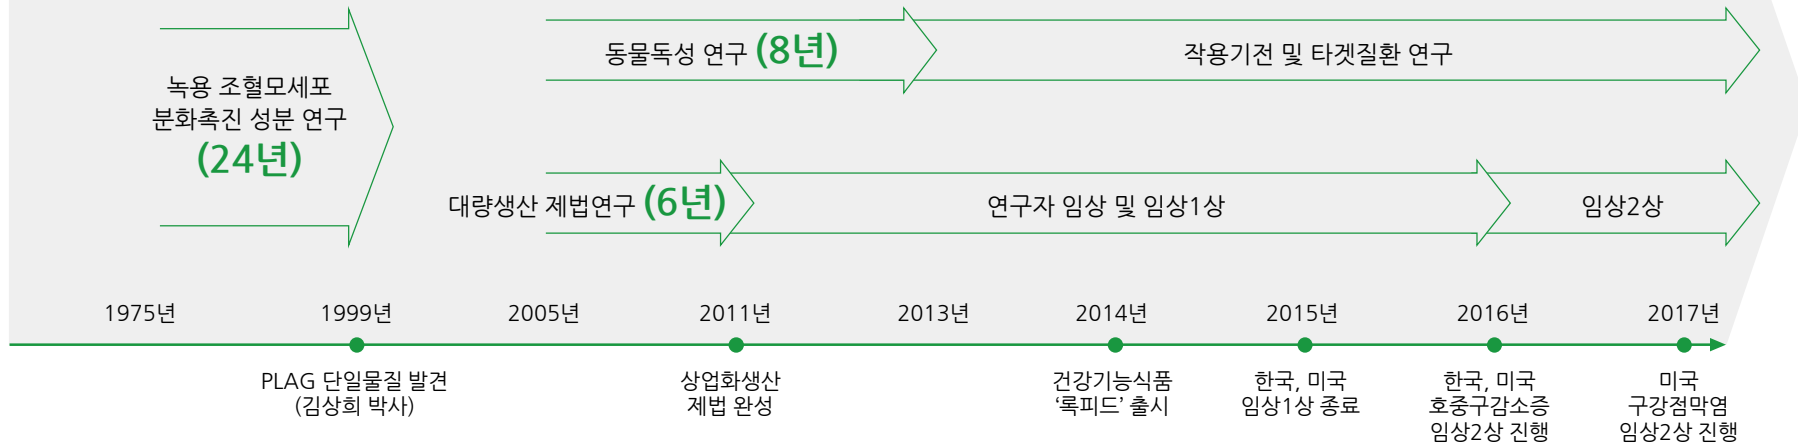 녹용 조혈모세포
분화촉진 성분 연구
(24년)
동물독성 연구 (8년)
작용기전 및 타겟질환 연구
대량생산 제법연구 (6년)
연구자 임상 및 임상1상
임상2상
1975년
1999년
2005년
2011년
2013년
2014년
2015년
2016년
2017년
PLAG 단일물질 발견
(김상희 박사)
상업화생산
제법 완성
건강기능식품
‘록피드’ 출시
한국, 미국
임상1상 종료
한국, 미국
호중구감소증
임상2상 진행
미국
구강점막염
임상2상 진행